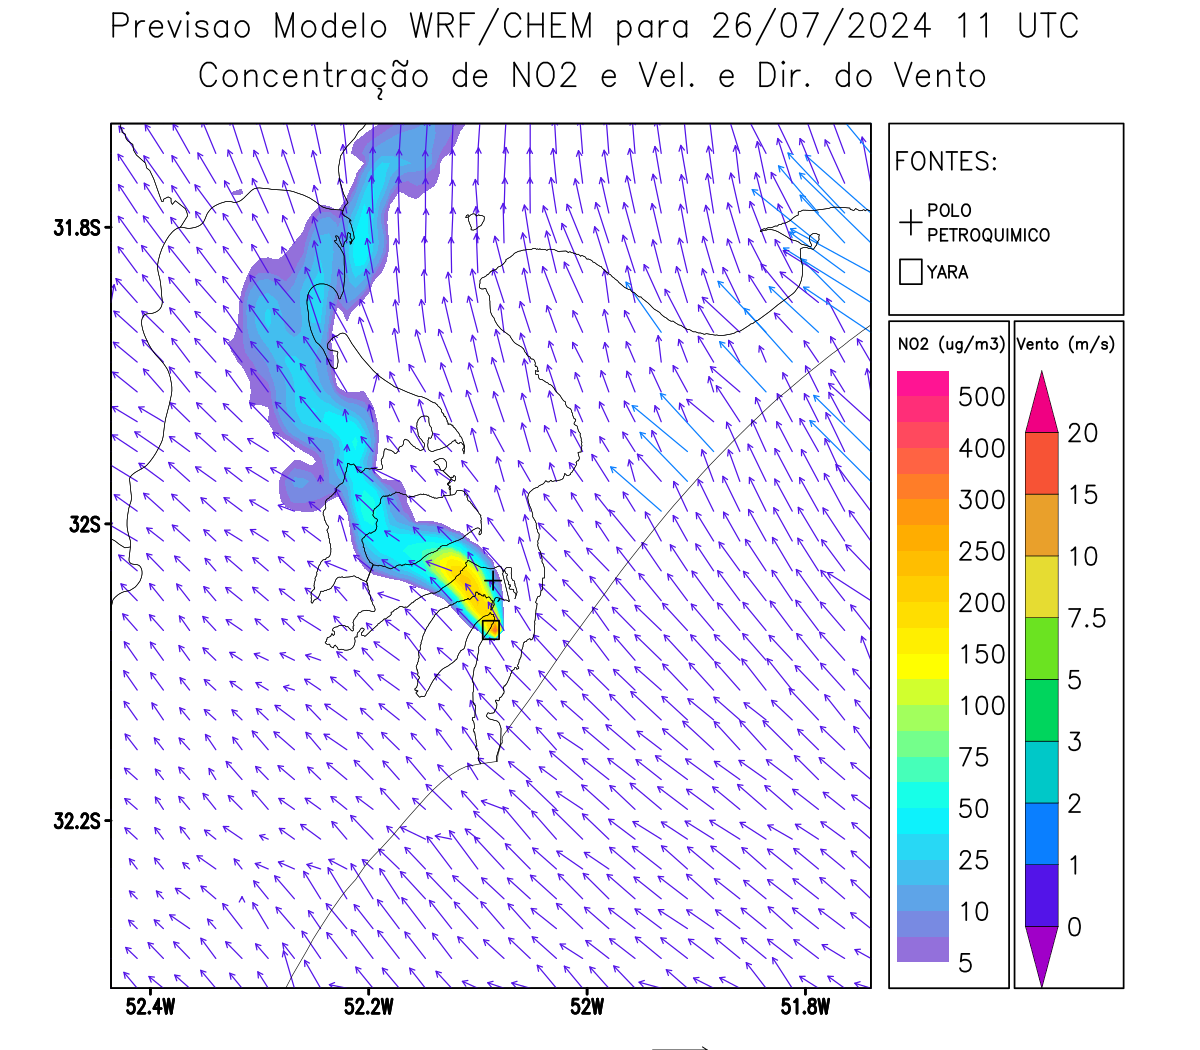 Previsao Modelo WRF/CHEM para 26/07/2024 11 UTC
Concentração de NO2 e Vel. e Dir. do Vento
FONTES:
POLO
PETROQUIMICO
YARA
31.8S
32S
32.2S
52.4W
52.2W
52W
51.8W
NO2 (ug/m3)
500
400
300
250
200
150
100
75
50
25
10
5
Vento (m/s)
20
15
10
7.5
5
3
2
1
0